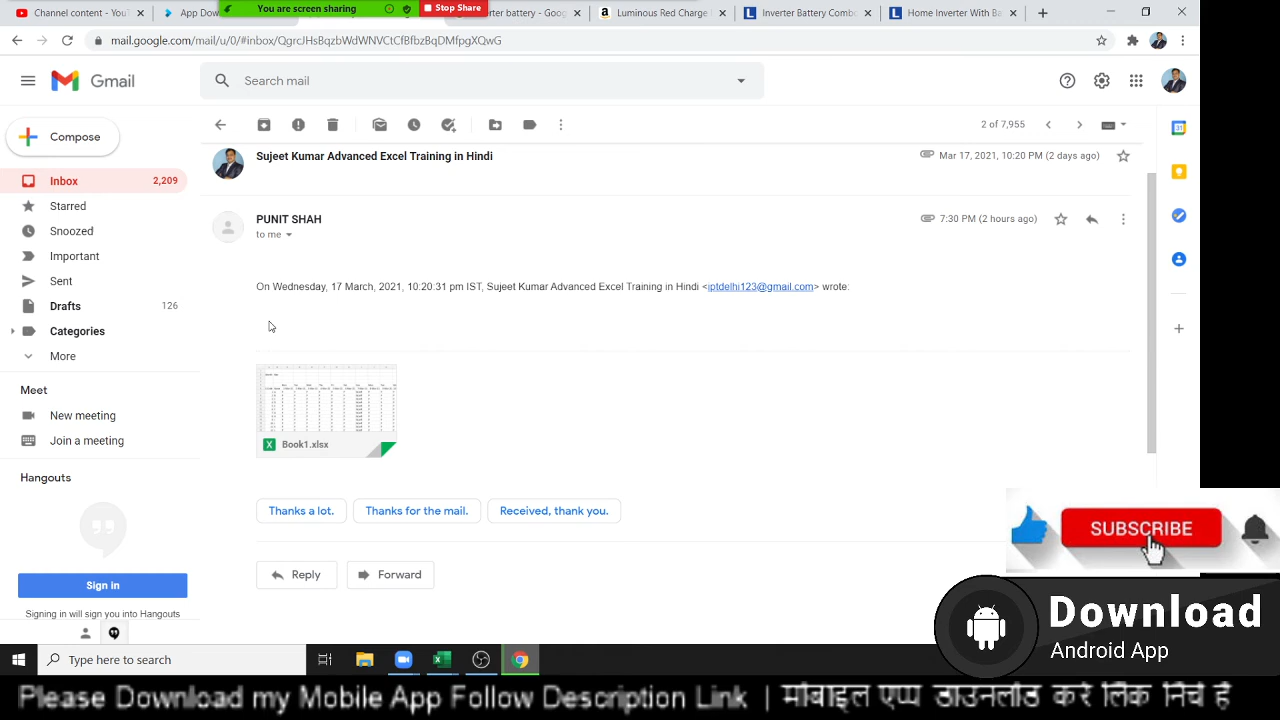 Channel content - YouT
App Dow
You are screen sharing
Stop Share
erter battery - Goog
Luminous Red Charge
Inverter Battery Combo
Home Inverter With Ba
mail.google.com/mail/u/0/#inbox/QgrcJHsBqzbWdWNVCtCfBfbzBqDMfpgXQwG
Gmail
Search mail
Compose
2 of 7,955
Inbox 2,209
Starred
Snoozed
Important
Sent
Drafts 126
Categories
More
Meet
New meeting
Join a meeting
Hangouts
Sign in
Signing in will sign you into Hangouts
Sujeet Kumar Advanced Excel Training in Hindi
Mar 17, 2021, 10:20 PM (2 days ago)
PUNIT SHAH
7:30 PM (2 hours ago)
to me
On Wednesday, 17 March, 2021, 10:20:31 pm IST, Sujeet Kumar Advanced Excel Training in Hindi <iptdelhi123@gmail.com> wrote:
Book1.xlsx
Thanks a lot.
Thanks for the mail.
Received, thank you.
Reply
Forward
SUBSCRIBE
Download
Android App
Type here to search
Please Download my Mobile App Follow Description Link | मोबाइल एप्प डाउनलोड करे लिंक निचे है